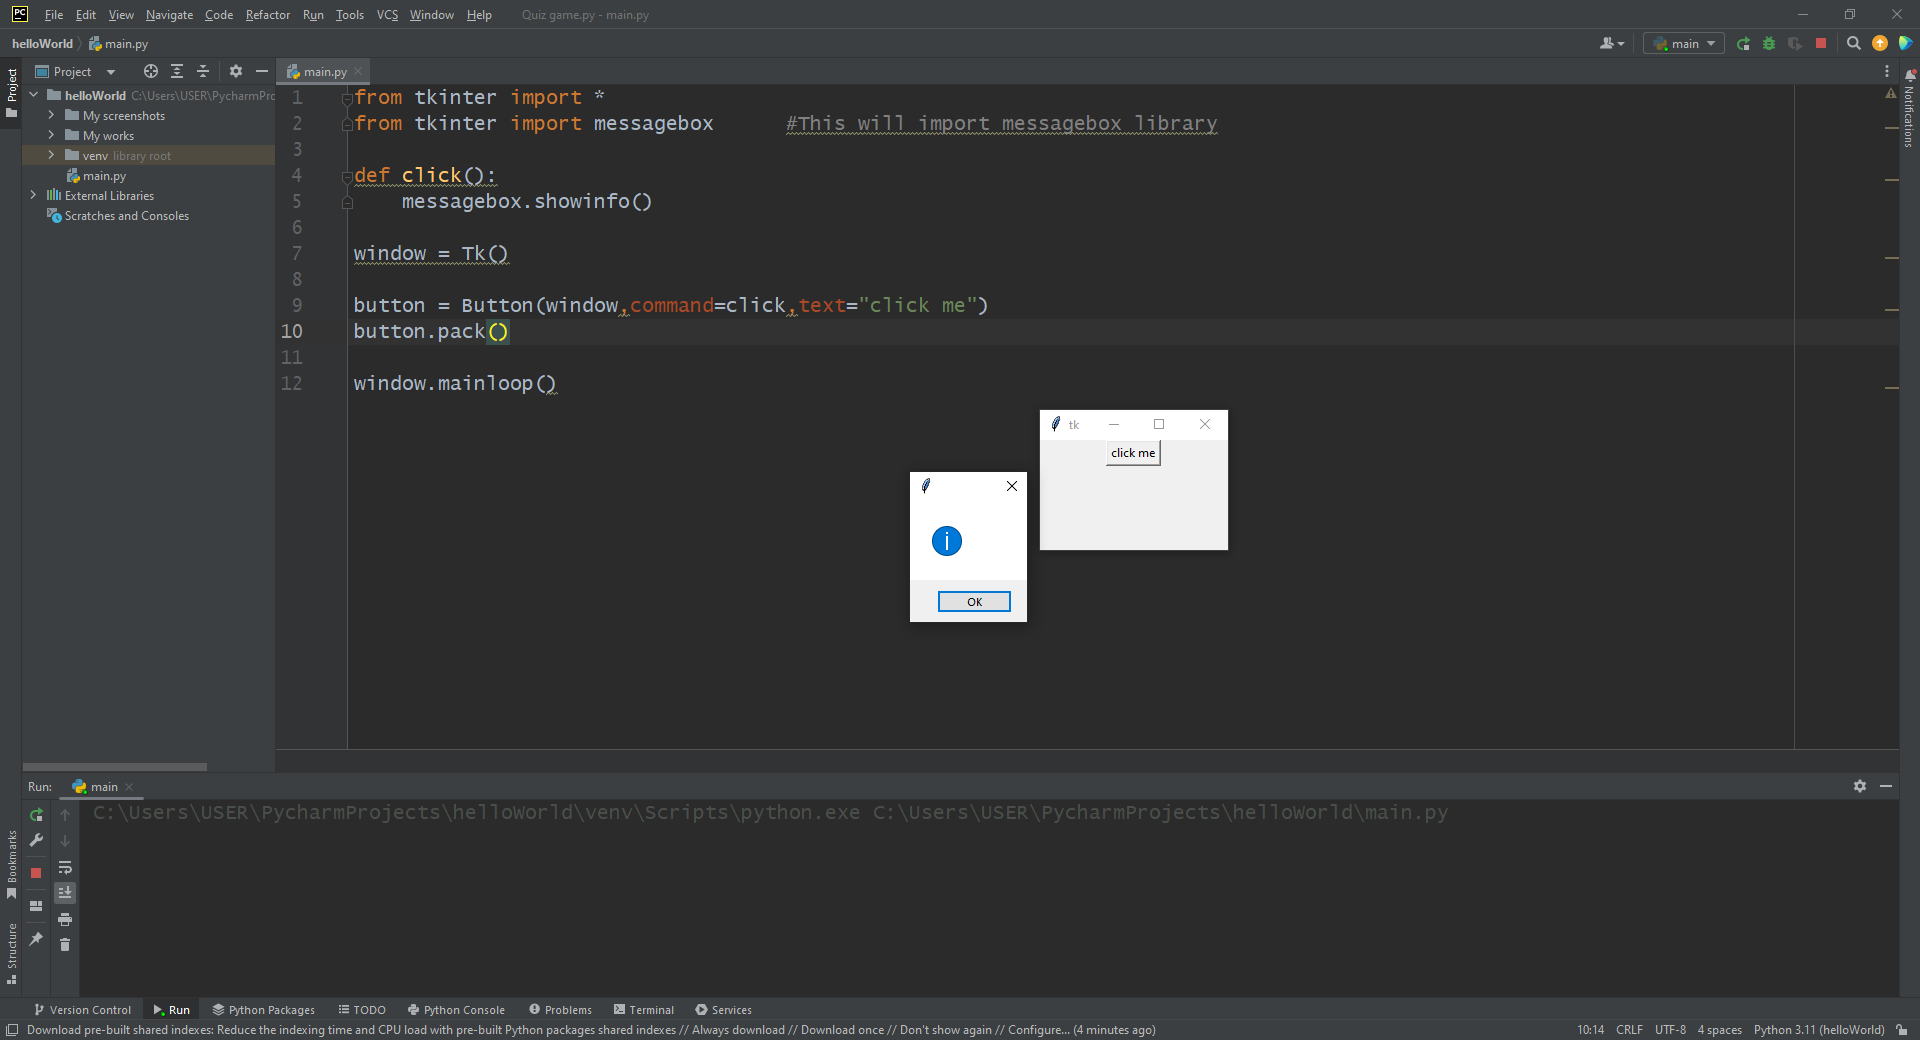 PC File Edit View Navigate Code Refactor Run Tools VCS Window Help Quiz game.py - main.py
helloWorld main.py main
Project
Project
main.py
Notifications
helloWorld C:\Users\USER\PycharmPro
My screenshots
My works
venv library root
main.py
External Libraries
Scratches and Consoles
1 from tkinter import *
2 from tkinter import messagebox #This will import messagebox library
3
4 def click():
5 messagebox.showinfo()
6
7 window = Tk()
8
9 button = Button(window,command=click,text="click me")
10 button.pack()
11
12 window.mainloop()
tk
click me
i
OK
Run: main
C:\Users\USER\PycharmProjects\helloWorld\venv\Scripts\python.exe C:\Users\USER\PycharmProjects\helloWorld\main.py
Bookmarks
Structure
Version Control Run Python Packages TODO Python Console Problems Terminal Services
Download pre-built shared indexes: Reduce the indexing time and CPU load with pre-built Python packages shared indexes // Always download // Download once // Don't show again // Configure... (4 minutes ago) 10:14 CRLF UTF-8 4 spaces Python 3.11 (helloWorld)